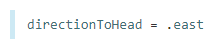 directionToHead = .east